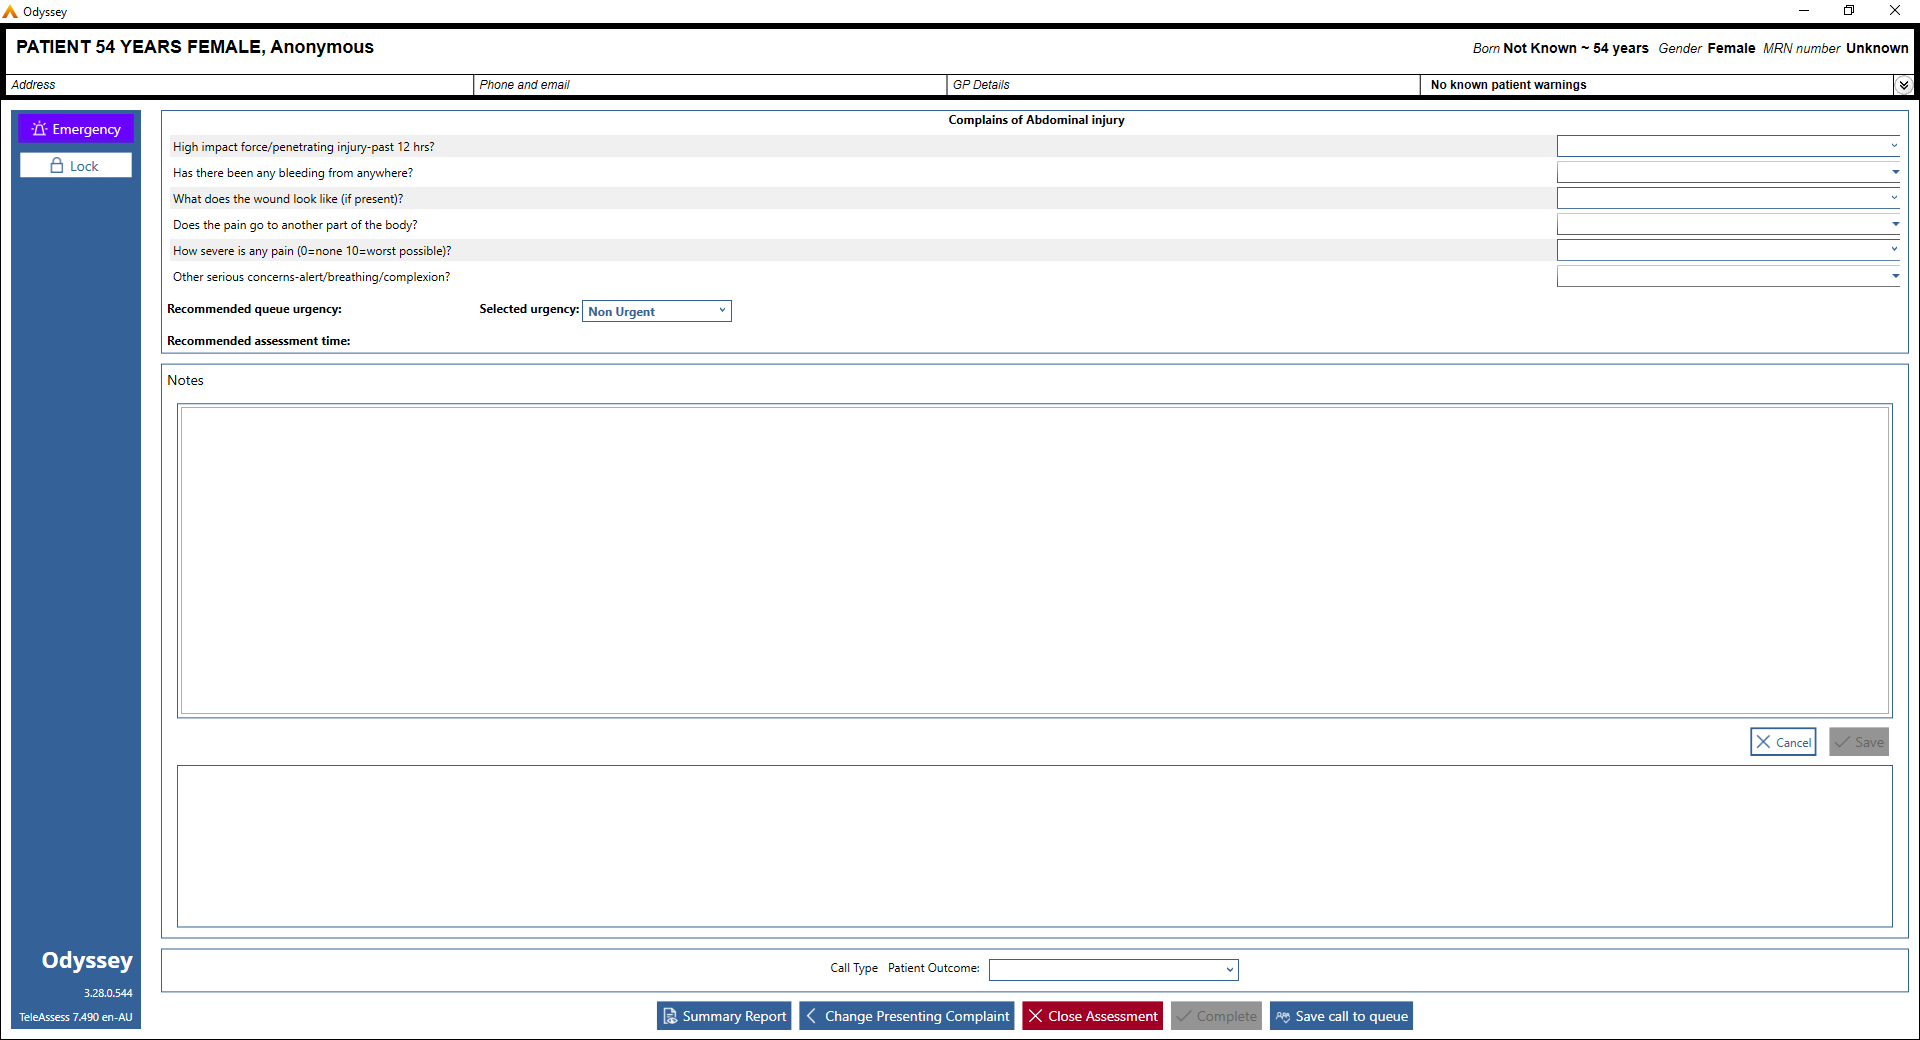 Odyssey
PATIENT 54 YEARS FEMALE, Anonymous
Born Not Known ~ 54 years Gender Female MRN number Unknown
Address
Phone and email
GP Details
No known patient warnings
Emergency
Lock
Complains of Abdominal injury
High impact force/penetrating injury-past 12 hrs?
Has there been any bleeding from anywhere?
What does the wound look like (if present)?
Does the pain go to another part of the body?
How severe is any pain (0=none 10=worst possible)?
Other serious concerns-alert/breathing/complexion?
Recommended queue urgency:
Selected urgency: Non Urgent
Recommended assessment time:
Notes
Cancel
Save
Call Type Patient Outcome:
Odyssey
3.28.0.544
TeleAssess 7.490 en-AU
Summary Report
Change Presenting Complaint
Close Assessment
Complete
Save call to queue